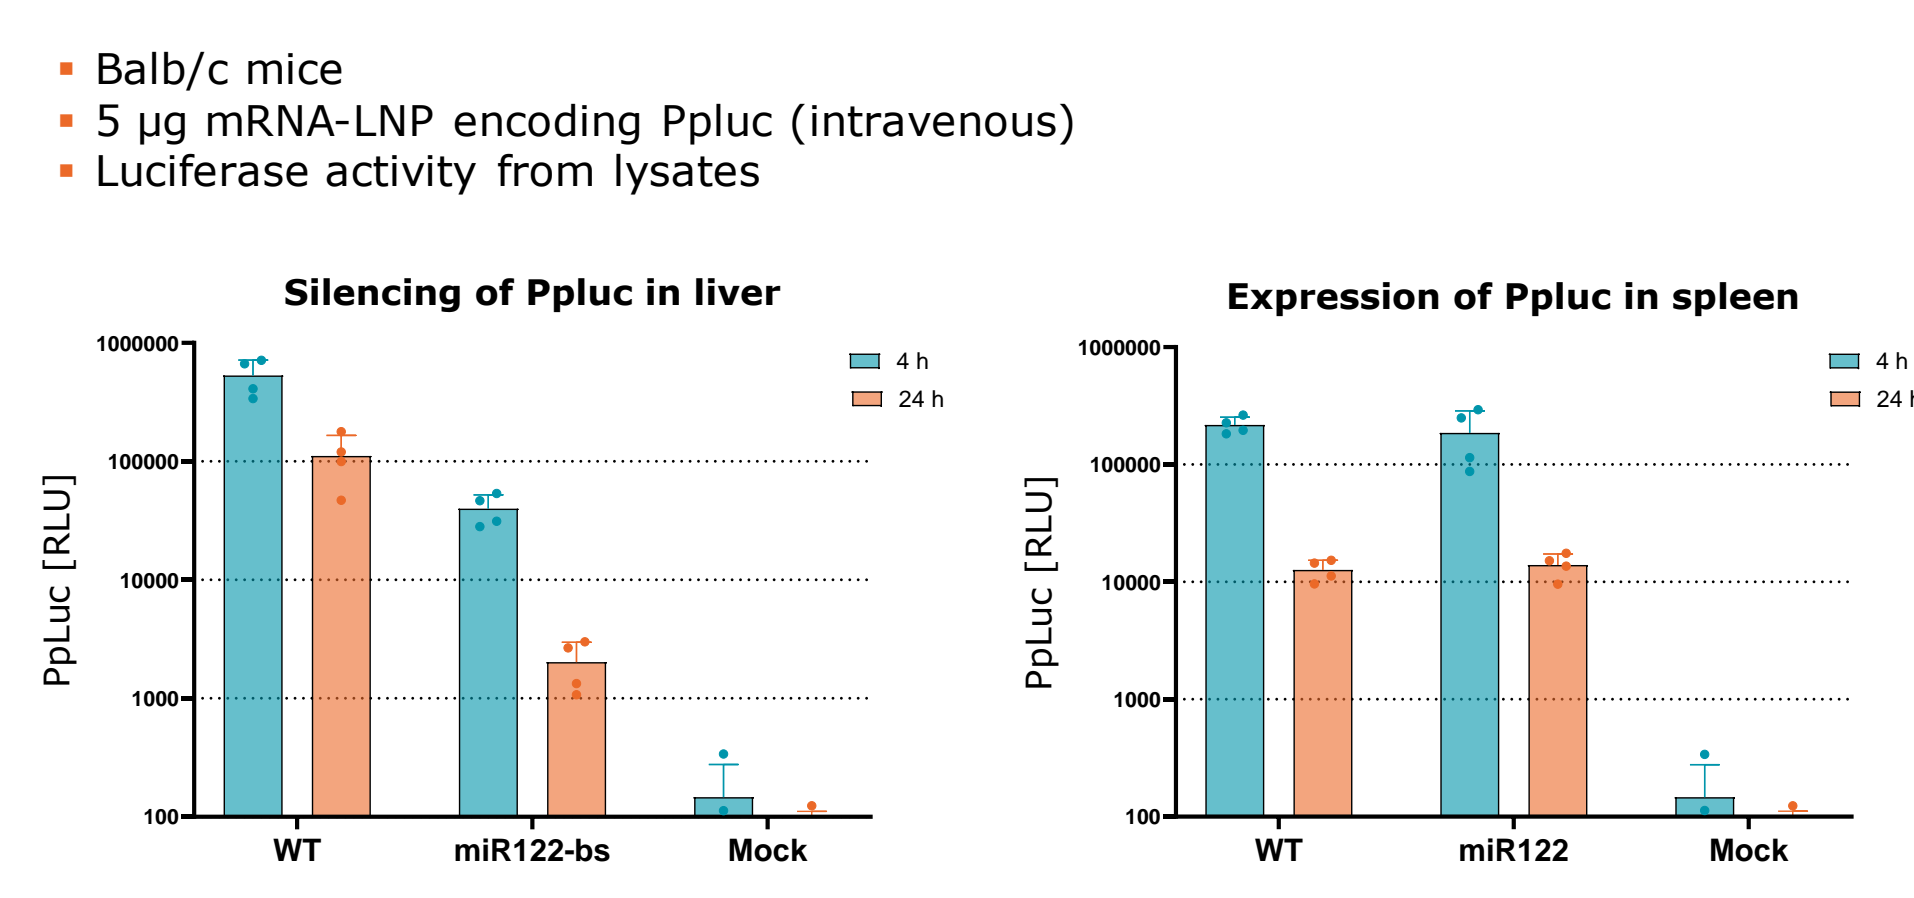 Balb/c mice
5 µg mRNA-LNP encoding Ppluc (intravenous)
Luciferase activity from lysates
Silencing of Ppluc in liver
1000000
100000
10000
1000
100
PpLuc [RLU]
4 h
24 h
WT
miR122-bs
Mock
Expression of Ppluc in spleen
1000000
100000
10000
1000
100
PpLuc [RLU]
4 h
24 h
WT
miR122
Mock